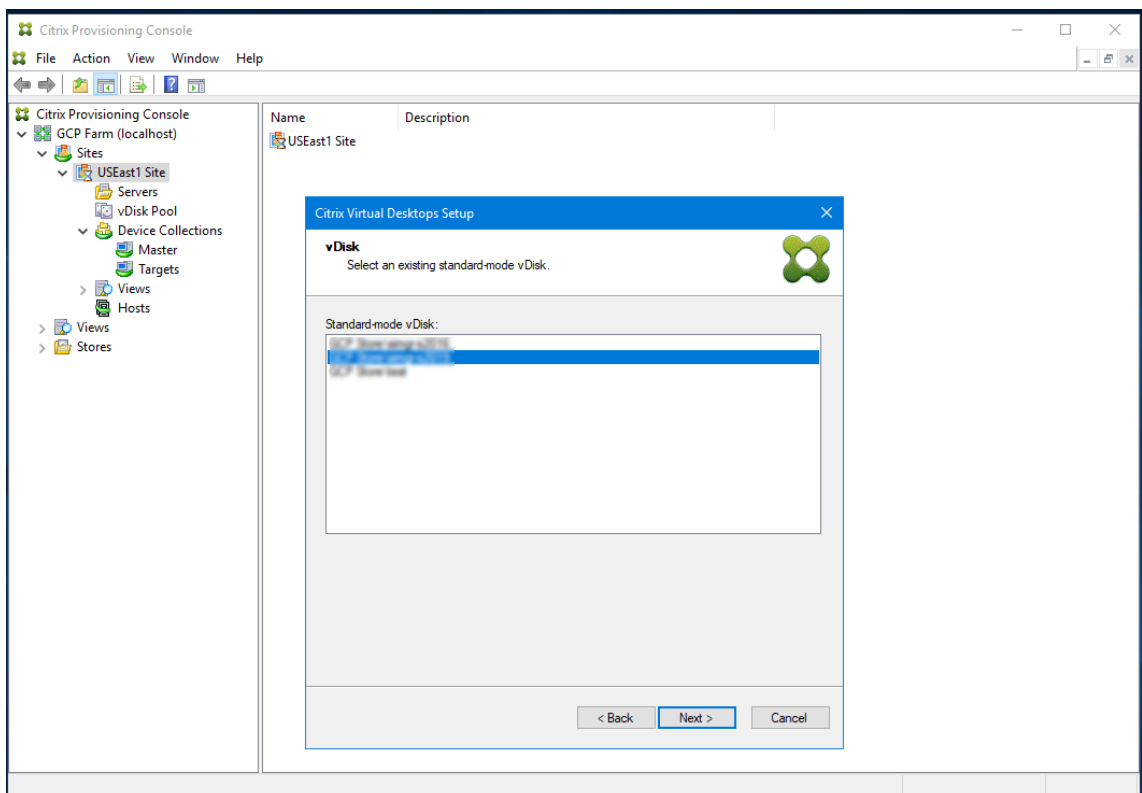 Citrix Provisioning Console
File Action View Window Help
Citrix Provisioning Console
GCP Farm (localhost)
Sites
USEast1 Site
Servers
vDisk Pool
Device Collections
Master
Targets
Views
Hosts
Views
Stores
Name Description
USEast1 Site
Citrix Virtual Desktops Setup
vDisk
Select an existing standard-mode vDisk.
Standard-mode vDisk:
< Back Next > Cancel